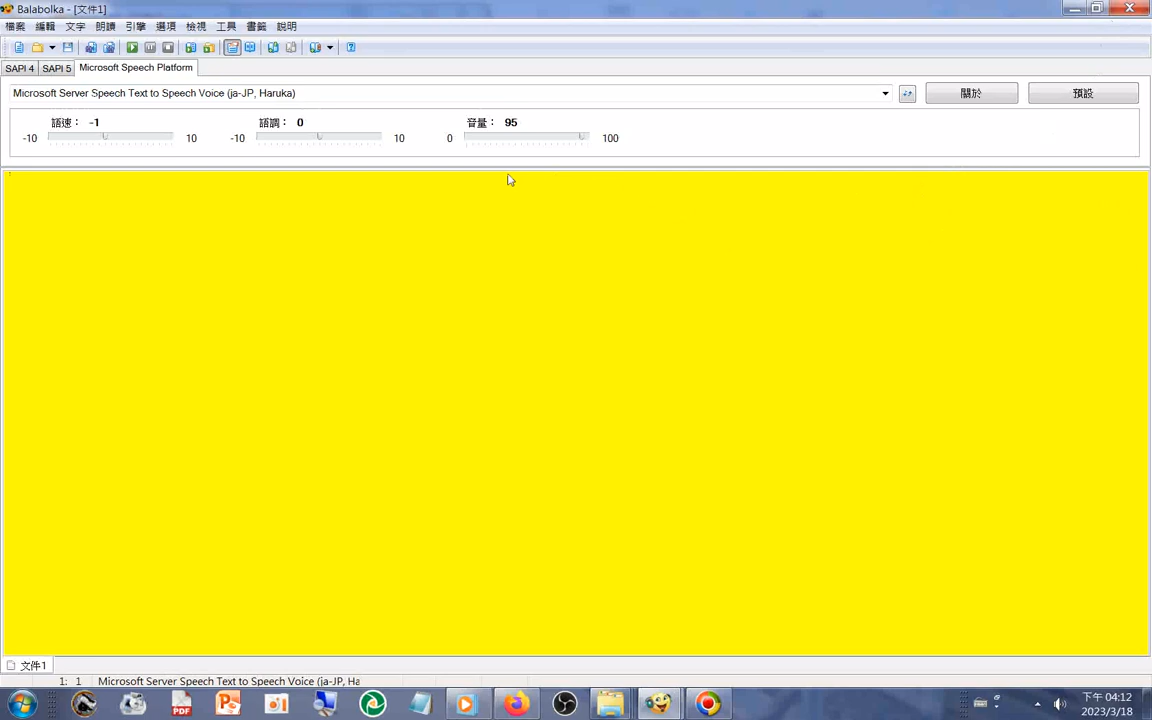 Balabolka - [文件1]
檔案 編輯 文字 朗讀 引擎 選項 檢視 工具 書籤 說明
SAPI 4 SAPI 5 Microsoft Speech Platform
Microsoft Server Speech Text to Speech Voice (ja-JP, Haruka) 關於 預設
語速： -1 語調： 0 音量： 95
-10 10 -10 10 0 100
文件1
1: 1 Microsoft Server Speech Text to Speech Voice (ja-JP, Ha
PDF
下午 04:12
2023/3/18